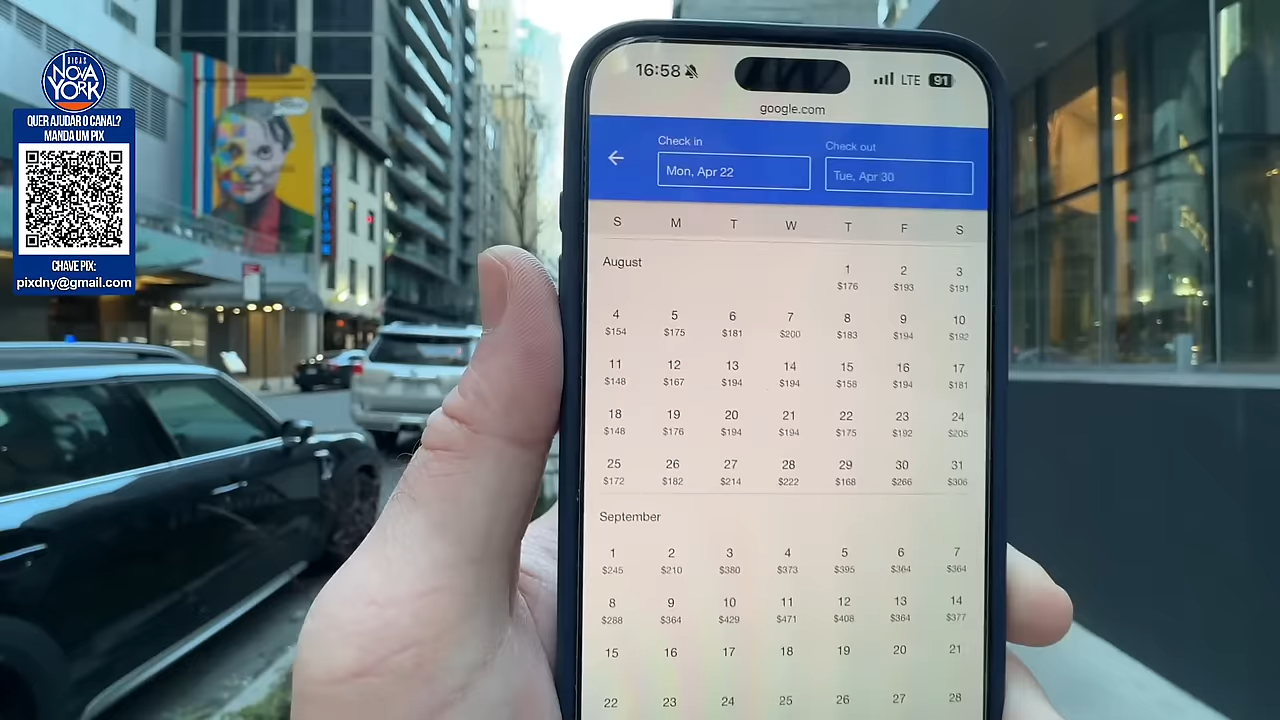 DICAS
NOVA
YORK
QUER AJUDAR O CANAL?
MANDA UM PIX
CHAVE PIX:
pixdny@gmail.com
16:58 LTE 91
google.com
Check in Check out
Mon, Apr 22 Tue, Apr 30
S M T W T F S
August
1 2 3
$176 $193 $191
4 5 6 7 8 9 10
$154 $175 $181 $200 $183 $194 $192
11 12 13 14 15 16 17
$148 $167 $194 $194 $158 $194 $181
18 19 20 21 22 23 24
$148 $176 $194 $194 $175 $192 $205
25 26 27 28 29 30 31
$172 $182 $214 $222 $168 $266 $306
September
1 2 3 4 5 6 7
$245 $210 $380 $373 $395 $364 $364
8 9 10 11 12 13 14
$288 $364 $429 $471 $408 $364 $377
15 16 17 18 19 20 21
22 23 24 25 26 27 28